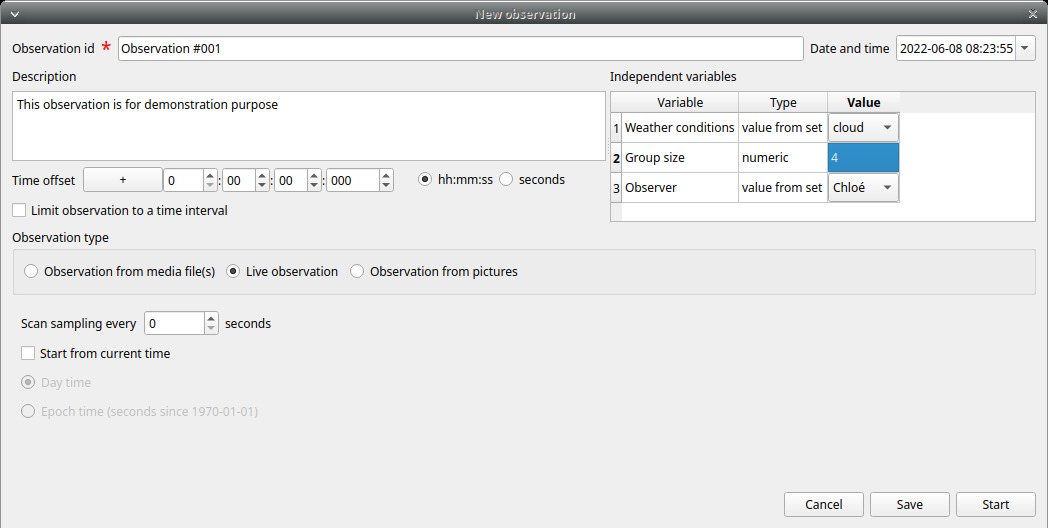 New observation
Observation id * Observation #001 Date and time 2022-06-08 08:23:55
Description Independent variables
This observation is for demonstration purpose
Variable Type Value
1 Weather conditions value from set cloud
2 Group size numeric 4
3 Observer value from set Chloé
Time offset + 0 : 00 : 00 : 000 hh:mm:ss seconds
Limit observation to a time interval
Observation type
Observation from media file(s) Live observation Observation from pictures
Scan sampling every 0 seconds
Start from current time
Day time
Epoch time (seconds since 1970-01-01)
Cancel Save Start